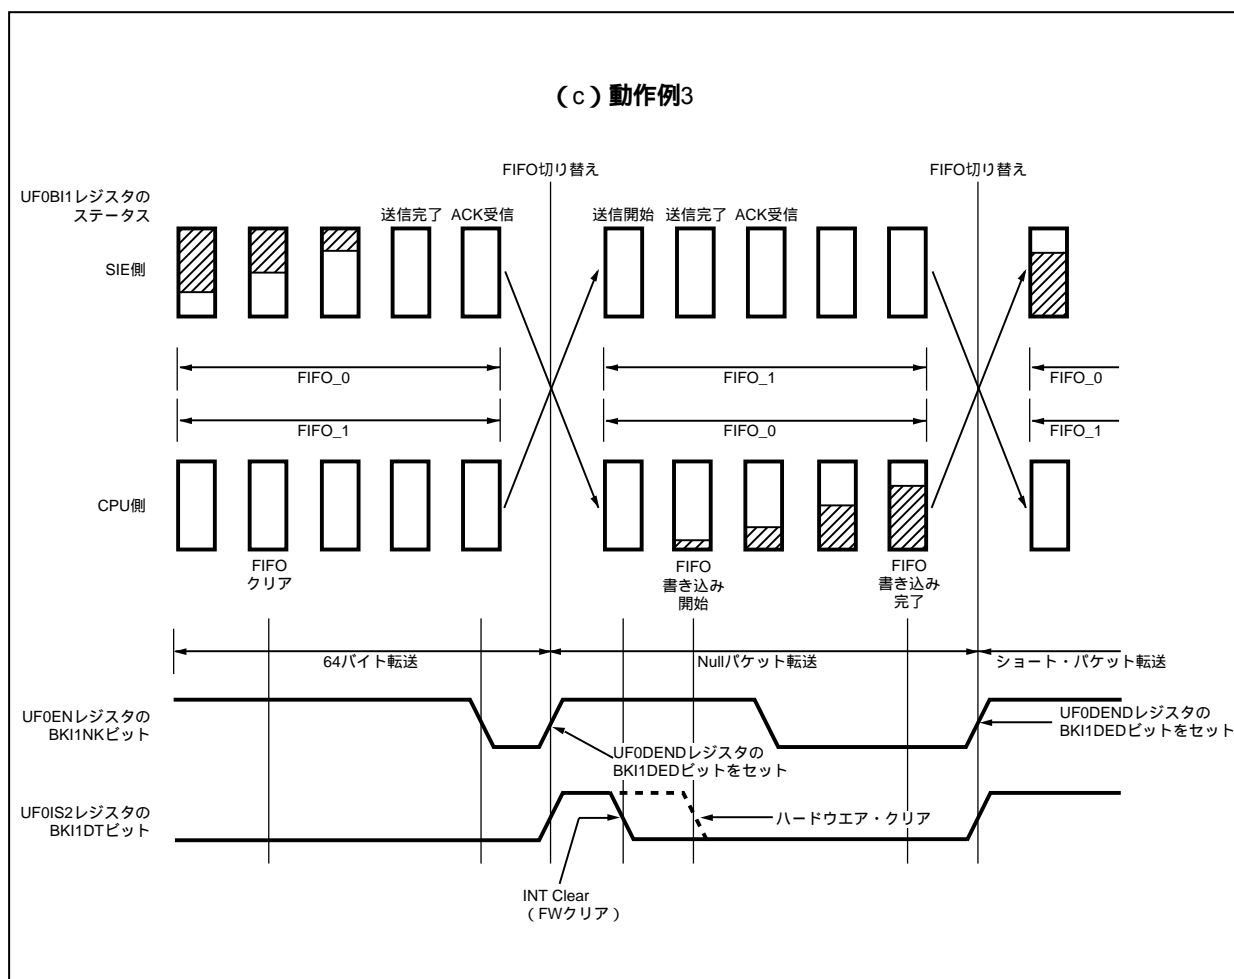 （c）動作例3
FIFO切り替え
FIFO切り替え
UF0BI1レジスタの
ステータス
送信完了
ACK受信
送信開始
送信完了
ACK受信
SIE側
FIFO_0
FIFO_1
FIFO_0
FIFO_1
FIFO_0
FIFO_1
CPU側
FIFO
クリア
FIFO
書き込み
開始
FIFO
書き込み
完了
64バイト転送
Nullパケット転送
ショート・パケット転送
UF0ENレジスタの
BKI1NKビット
UF0DENDレジスタの
BKI1DEDビットをセット
UF0DENDレジスタの
BKI1DEDビットをセット
UF0IS2レジスタの
BKI1DTビット
ハードウエア・クリア
INT Clear
（FWクリア）